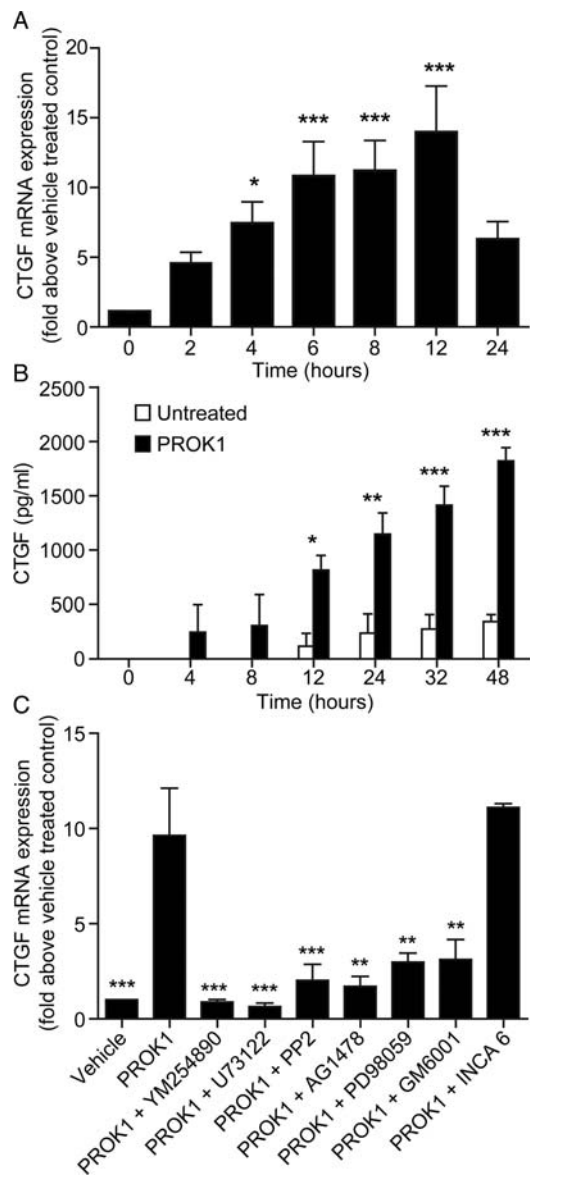 A
CTGF mRNA expression
(fold above vehicle treated control)
20
15
10
5
0
*
***
***
***
0 2 4 6 8 12 24
Time (hours)
B
CTGF (pg/ml)
2500
2000
1500
1000
500
0
Untreated
PROK1
*
**
***
***
0 4 8 12 24 32 48
Time (hours)
C
CTGF mRNA expression
(fold above vehicle treated control)
15
10
5
0
***
***
***
***
**
**
**
Vehicle
PROK1
PROK1 + YM254890
PROK1 + U73122
PROK1 + PP2
PROK1 + AG1478
PROK1 + PD98059
PROK1 + GM6001
PROK1 + INCA 6